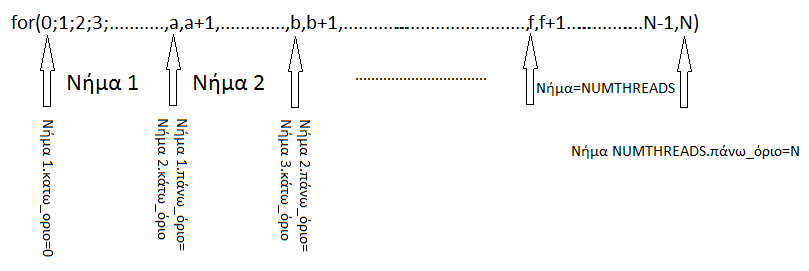 for(0;1;2;3;...........,a,a+1,..............,b,b+1,...........................,f,f+1..................N-1,N)
Νήμα 1
Νήμα 2
.................................
Νήμα=NUMTHREADS
Νήμα 1.κατω_όριο=0
Νήμα 1.πάνω_όριο=
Νήμα 2.κάτω_όριο
Νήμα 2.πάνω_όριο=
Νήμα 3.κάτω_όριο
Νήμα NUMTHREADS.πάνω_όριο=N